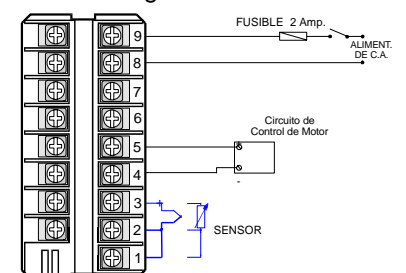 FUSIBLE 2 Amp.
9
ALIMENT.
DE C.A.
8
7
6
Circuito de
Control de Motor
5
4
-
3
+
SENSOR
2
1